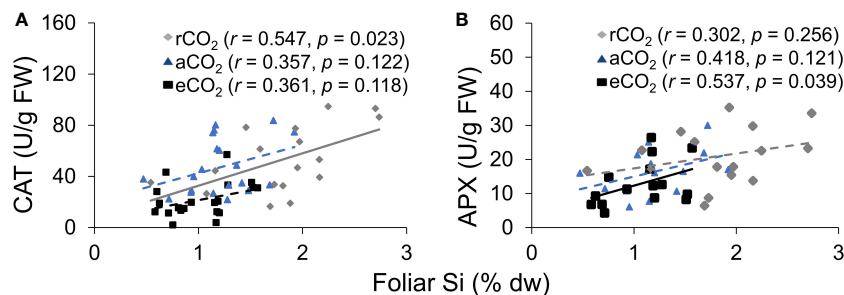 A
160
120
80
40
0
CAT (U/g FW)
rCO₂ (r = 0.547, p = 0.023)
aCO₂ (r = 0.357, p = 0.122)
eCO₂ (r = 0.361, p = 0.118)
0 1 2 3
B
60
50
40
30
20
10
0
APX (U/g FW)
rCO₂ (r = 0.302, p = 0.256)
aCO₂ (r = 0.418, p = 0.121)
eCO₂ (r = 0.537, p = 0.039)
0 1 2 3
Foliar Si (% dw)